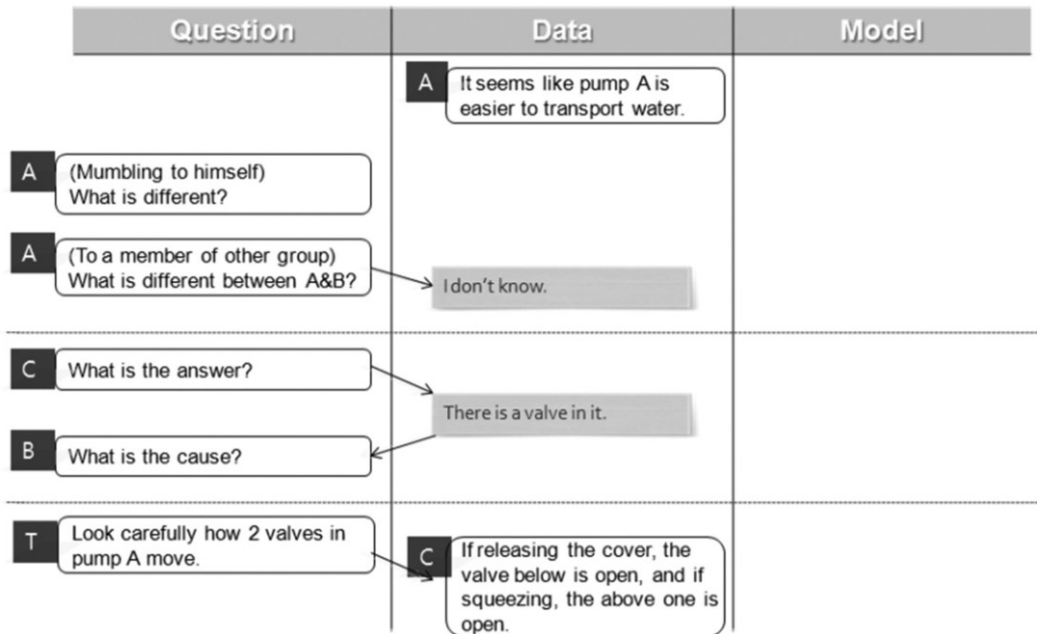 Question Data Model
A It seems like pump A is
easier to transport water.
A (Mumbling to himself)
What is different?
A (To a member of other group)
What is different between A&B?
I don't know.
C What is the answer?
There is a valve in it.
B What is the cause?
T Look carefully how 2 valves in
pump A move.
C If releasing the cover, the
valve below is open, and if
squeezing, the above one is
open.